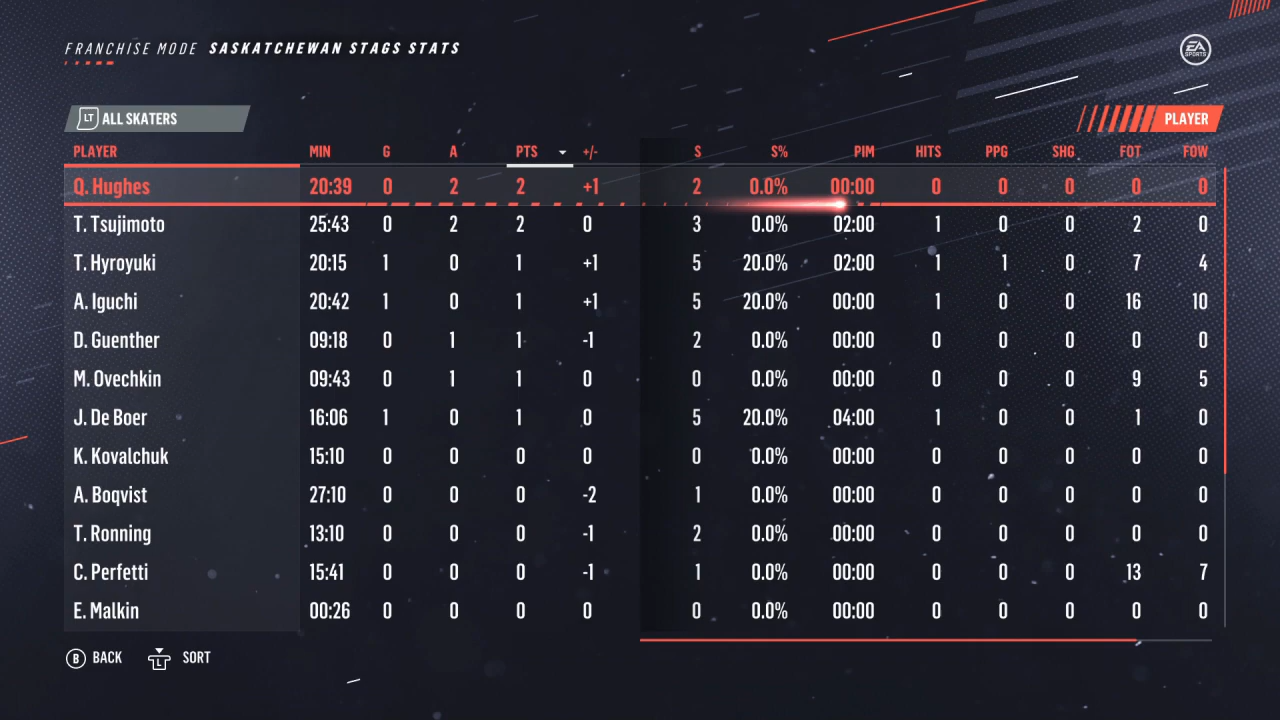 FRANCHISE MODE SASKATCHEWAN STAGS STATS
EA SPORTS
LT ALL SKATERS
PLAYER
PLAYER MIN G A PTS +/- S S% PIM HITS PPG SHG FOT FOW
Q. Hughes 20:39 0 2 2 +1 2 0.0% 00:00 0 0 0 0 0
T. Tsujimoto 25:43 0 2 2 0 3 0.0% 02:00 1 0 0 2 0
T. Hyroyuki 20:15 1 0 1 +1 5 20.0% 02:00 1 1 0 7 4
A. Iguchi 20:42 1 0 1 +1 5 20.0% 00:00 1 0 0 16 10
D. Guenther 09:18 0 1 1 -1 2 0.0% 00:00 0 0 0 0 0
M. Ovechkin 09:43 0 1 1 0 0 0.0% 00:00 0 0 0 9 5
J. De Boer 16:06 1 0 1 0 5 20.0% 04:00 1 0 0 1 0
K. Kovalchuk 15:10 0 0 0 0 0 0.0% 00:00 0 0 0 0 0
A. Boqvist 27:10 0 0 0 -2 1 0.0% 00:00 0 0 0 0 0
T. Ronning 13:10 0 0 0 -1 2 0.0% 00:00 0 0 0 0 0
C. Perfetti 15:41 0 0 0 -1 1 0.0% 00:00 0 0 0 13 7
E. Malkin 00:26 0 0 0 0 0 0.0% 00:00 0 0 0 0 0
B BACK L SORT